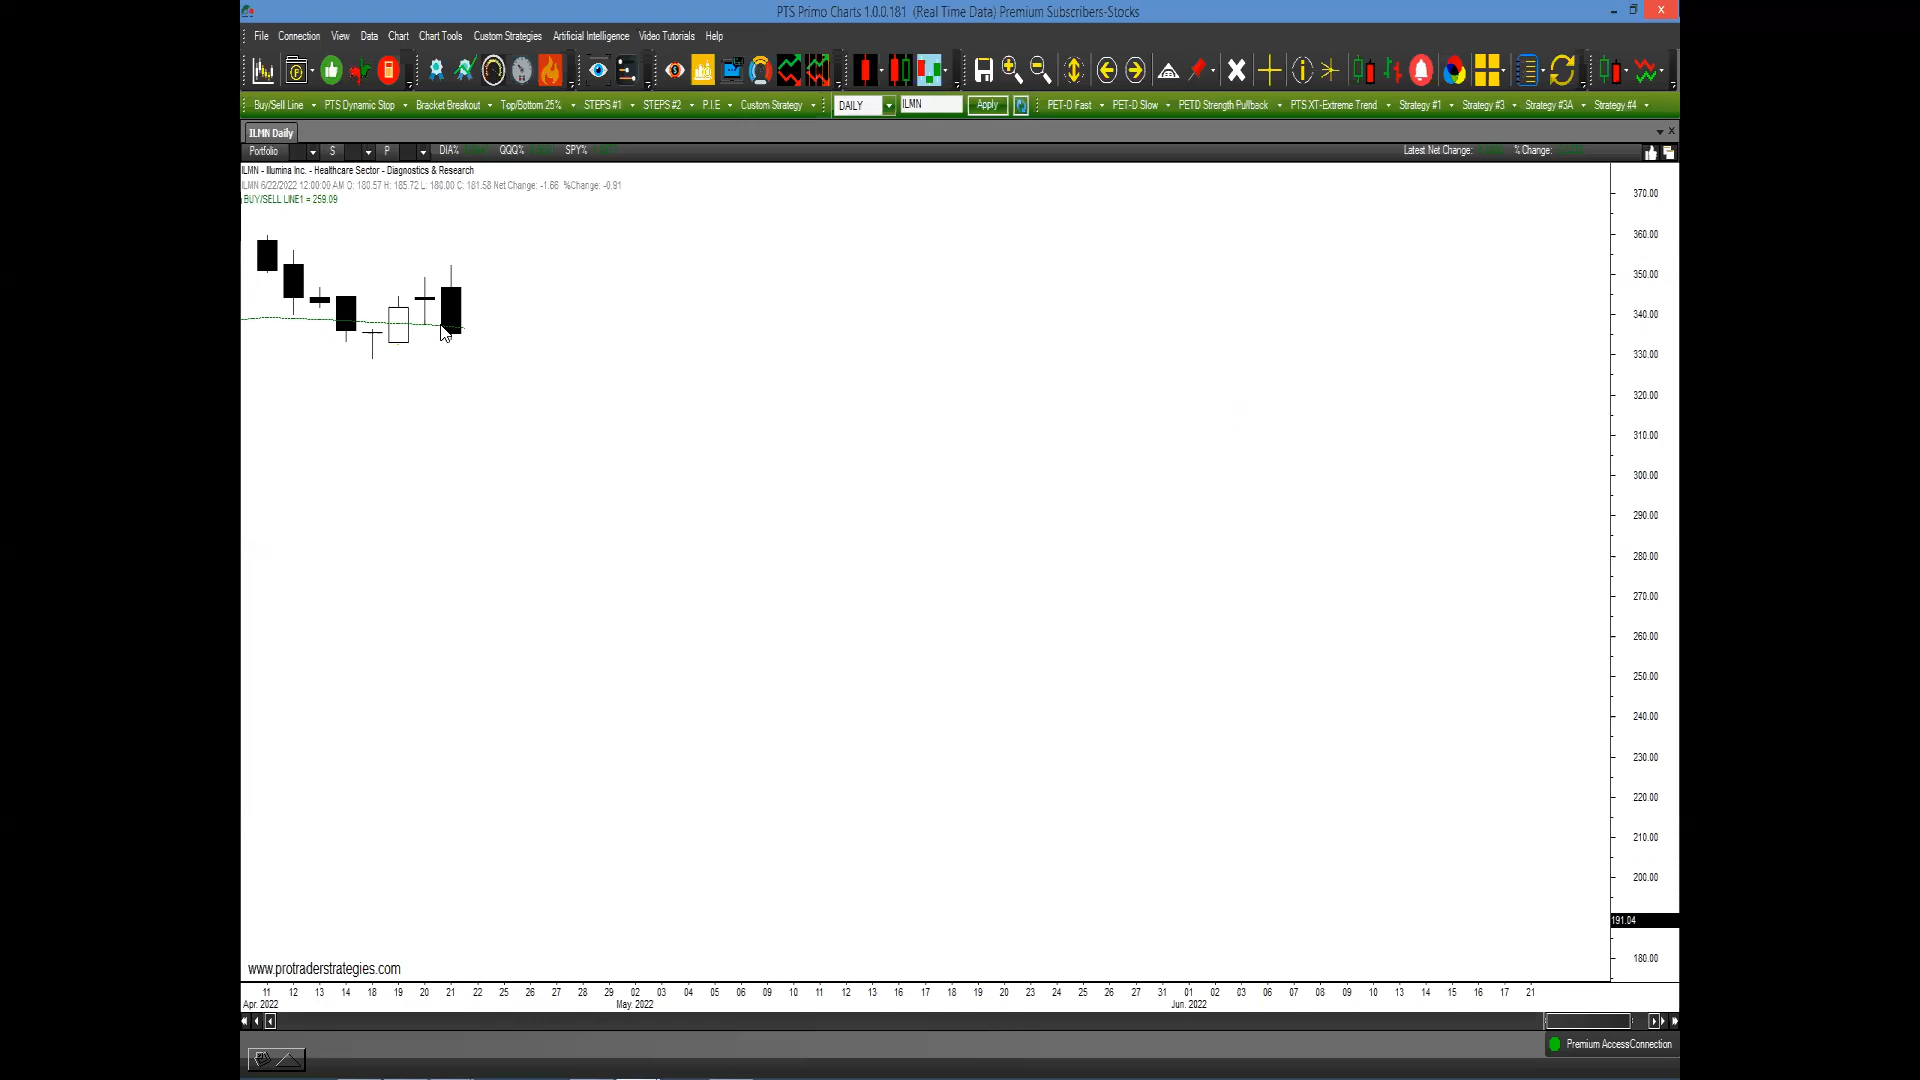 PTS Primo Charts 1.0.0.181 (Real Time Data) Premium Subscribers-Stocks
File Connection View Data Chart Chart Tools Custom Strategies Artificial Intelligence Video Tutorials Help
Buy/Sell Line PTS Dynamic Stop Bracket Breakout Top/Bottom 25% STEPS #1 STEPS #2 P.I.E Custom Strategy DAILY ILMN Apply PET-D Fast PET-D Slow PETD Strength Pullback PTS XT-Extreme Trend Strategy #1 Strategy #3 Strategy #3A Strategy #4
ILMN Daily
Portfolio S P DIA% QQQ% SPY% Latest Net Change: % Change:
ILMN - Illumina Inc. - Healthcare Sector - Diagnostics & Research
ILMN 6/22/2022 12:00:00 AM O: 180.57 H: 185.72 L: 180.00 C: 181.58 Net Change: -1.66 %Change: -0.91
BUY/SELL LINE1 = 259.09
370.00
360.00
350.00
340.00
330.00
320.00
310.00
300.00
290.00
280.00
270.00
260.00
250.00
240.00
230.00
220.00
210.00
200.00
191.04
180.00
www.protraderstrategies.com
11 12 13 14 18 19 20 21 22 25 26 27 28 29 02 03 04 05 06 09 10 11 12 13 16 17 18 19 20 23 24 25 26 27 31 01 02 03 06 07 08 09 10 13 14 15 16 17 21
Apr. 2022 May. 2022 Jun. 2022
Premium AccessConnection